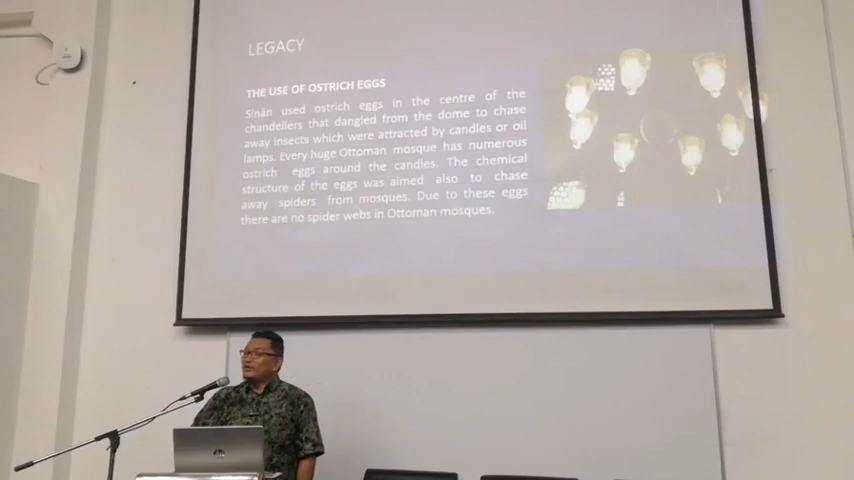 LEGACY
THE USE OF OSTRICH EGGS
Sinān used ostrich eggs in the centre of the
chandeliers that dangled from the dome to chase
away insects which were attracted by candles or oil
lamps. Every huge Ottoman mosque has numerous
ostrich eggs around the candles. The chemical
structure of the eggs was aimed also to chase
away spiders from mosques. Due to these eggs
there are no spider webs in Ottoman mosques.
hp